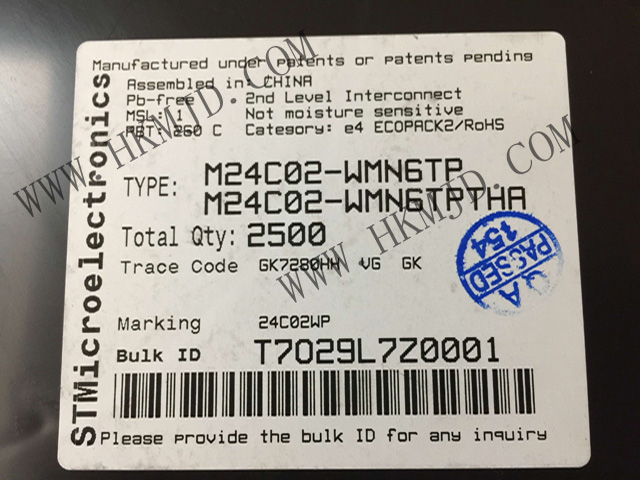 Manufactured under patents or patents pending
Assembled in: CHINA
Pb-free 2nd Level Interconnect
MSL: 1 Not moisture sensitive
PBT: 260 C Category: e4 ECOPACK2/RoHS
TYPE: M24C02-WMN6TP
M24C02-WMN6TPTHA
Total Qty: 2500
Trace Code GK7280HH VG GK
Marking 24C02WP
Bulk ID T7029L7Z0001
Please provide the bulk ID for any inquiry
STMicroelectronics
QA
PASSED
154
WWW.HKMJD.COM
WWW.HKMJD.COM